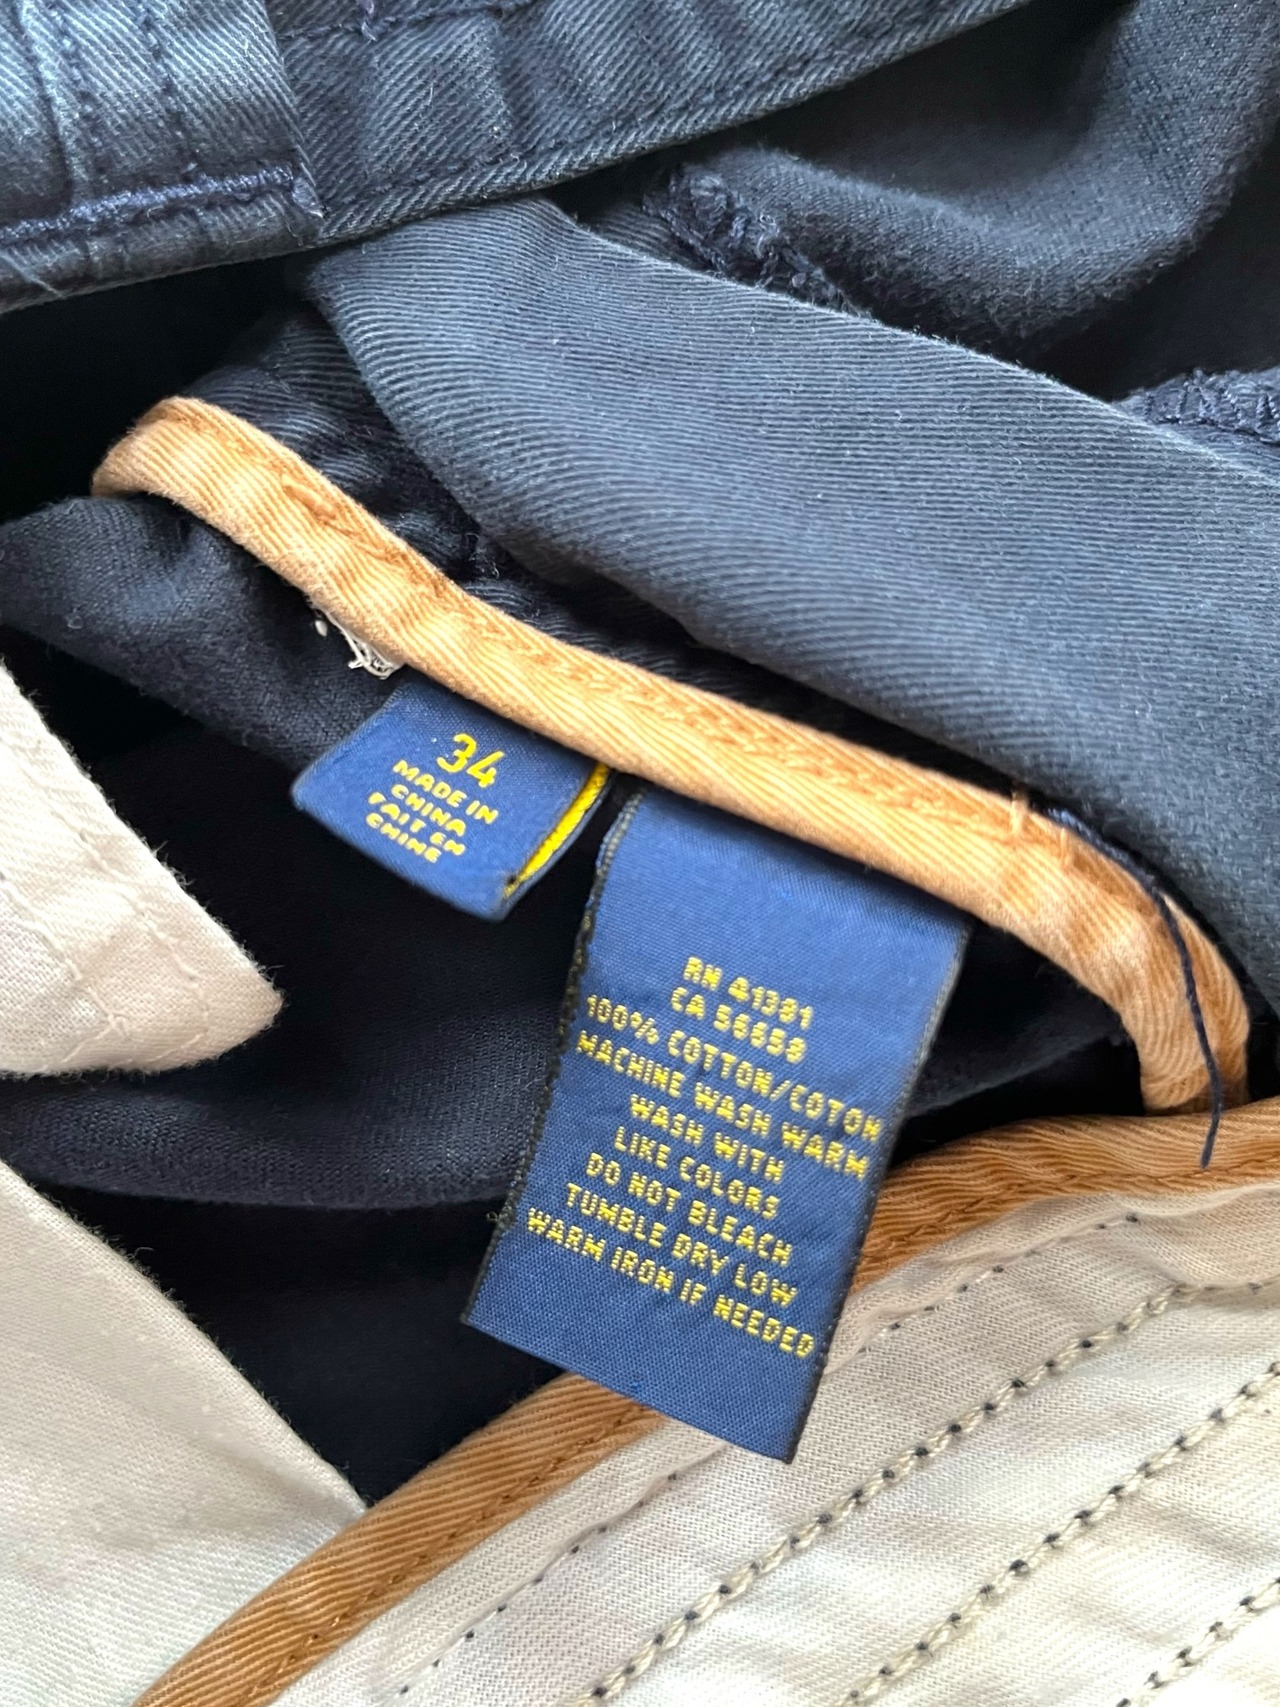 34
MADE IN
CHINA
FAIT EN
CHINE
RN 41381
CA 56658
100% COTTON/COTON
MACHINE WASH WARM
WASH WITH
LIKE COLORS
DO NOT BLEACH
TUMBLE DRY LOW
WARM IRON IF NEEDED